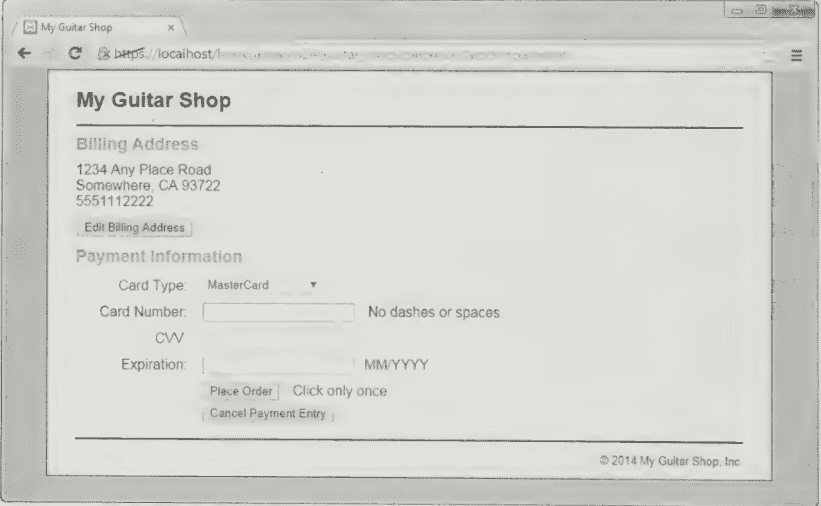 My Guitar Shop
https://localhost/
My Guitar Shop
Billing Address
1234 Any Place Road
Somewhere, CA 93722
5551112222
Edit Billing Address
Payment Information
Card Type: MasterCard
Card Number: No dashes or spaces.
CVV
Expiration: MM/YYYY
Place Order Click only once
Cancel Payment Entry
© 2014 My Guitar Shop, Inc